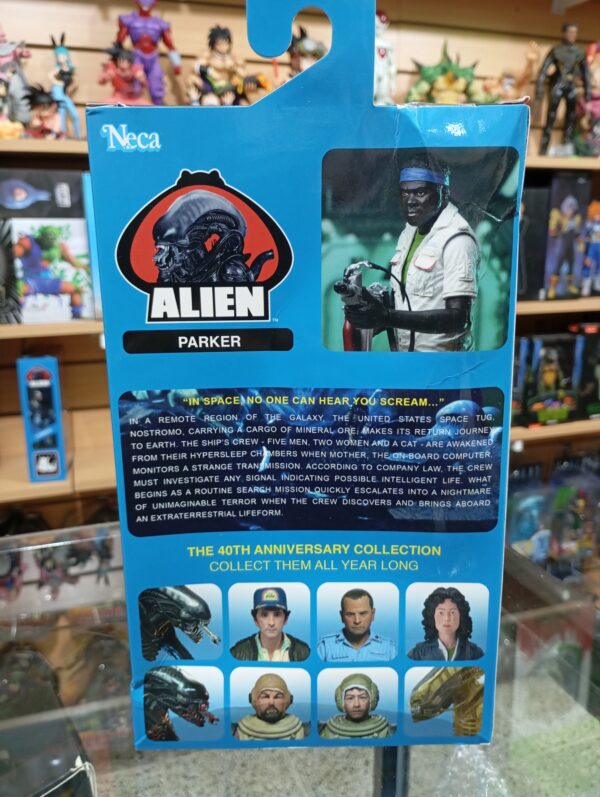 Neca
ALIEN
TM
PARKER
"IN SPACE, NO ONE CAN HEAR YOU SCREAM..."
IN A REMOTE REGION OF THE GALAXY, THE UNITED STATES SPACE TUG,
NOSTROMO, CARRYING A CARGO OF MINERAL ORE, MAKES ITS RETURN JOURNEY
TO EARTH. THE SHIP'S CREW - FIVE MEN, TWO WOMEN AND A CAT - ARE AWAKENED
FROM THEIR HYPERSLEEP CHAMBERS WHEN MOTHER, THE ON-BOARD COMPUTER,
MONITORS A STRANGE TRANSMISSION. ACCORDING TO COMPANY LAW, THE CREW
MUST INVESTIGATE ANY SIGNAL INDICATING POSSIBLE INTELLIGENT LIFE. WHAT
BEGINS AS A ROUTINE SEARCH MISSION QUICKLY ESCALATES INTO A NIGHTMARE
OF UNIMAGINABLE TERROR WHEN THE CREW DISCOVERS AND BRINGS ABOARD
AN EXTRATERRESTRIAL LIFEFORM.
THE 40TH ANNIVERSARY COLLECTION
COLLECT THEM ALL YEAR LONG